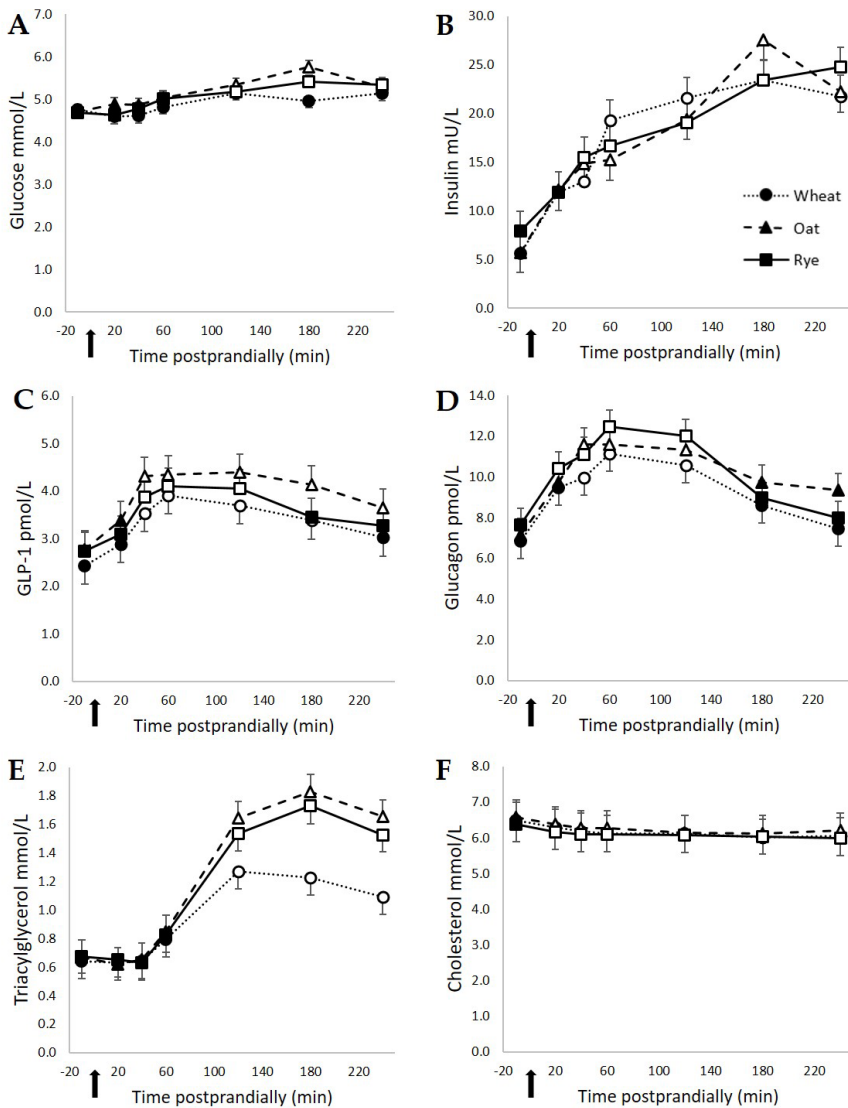 A
Glucose mmol/L
7.0
6.0
5.0
4.0
3.0
2.0
1.0
0.0
-20 20 60 100 140 180 220
Time postprandially (min)
B
Insulin mU/L
30.0
25.0
20.0
15.0
10.0
5.0
0.0
Wheat
Oat
Rye
-20 20 60 100 140 180 220
Time postprandially (min)
C
GLP-1 pmol/L
6.0
5.0
4.0
3.0
2.0
1.0
0.0
-20 20 60 100 140 180 220
Time postprandially (min)
D
Glucagon pmol/L
14.0
12.0
10.0
8.0
6.0
4.0
2.0
0.0
-20 20 60 100 140 180 220
Time postprandially (min)
E
Triacylglycerol mmol/L
2.0
1.8
1.6
1.4
1.2
1.0
0.8
0.6
0.4
0.2
0.0
-20 20 60 100 140 180 220
Time postprandially (min)
F
Cholesterol mmol/L
8.0
7.0
6.0
5.0
4.0
3.0
2.0
1.0
0.0
-20 20 60 100 140 180 220
Time postprandially (min)